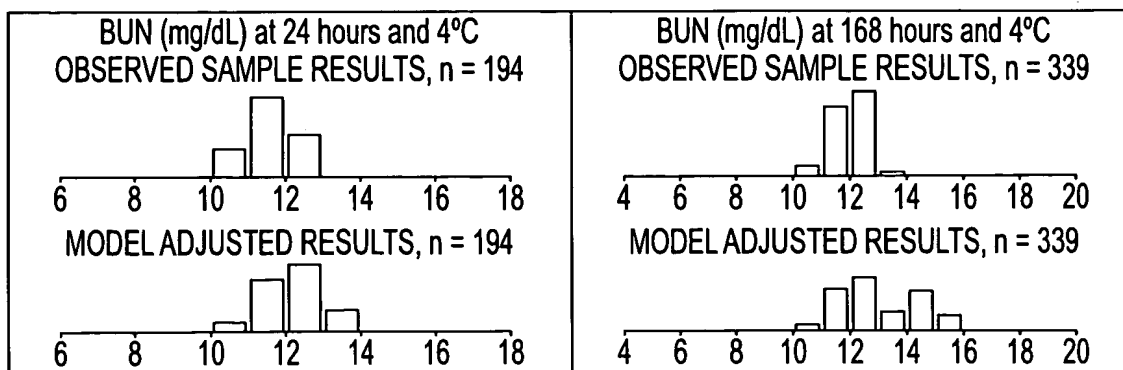 BUN (mg/dL) at 24 hours and 4ºC
OBSERVED SAMPLE RESULTS, n = 194
6 8 10 12 14 16 18
MODEL ADJUSTED RESULTS, n = 194
6 8 10 12 14 16 18
BUN (mg/dL) at 168 hours and 4ºC
OBSERVED SAMPLE RESULTS, n = 339
4 6 8 10 12 14 16 18 20
MODEL ADJUSTED RESULTS, n = 339
4 6 8 10 12 14 16 18 20